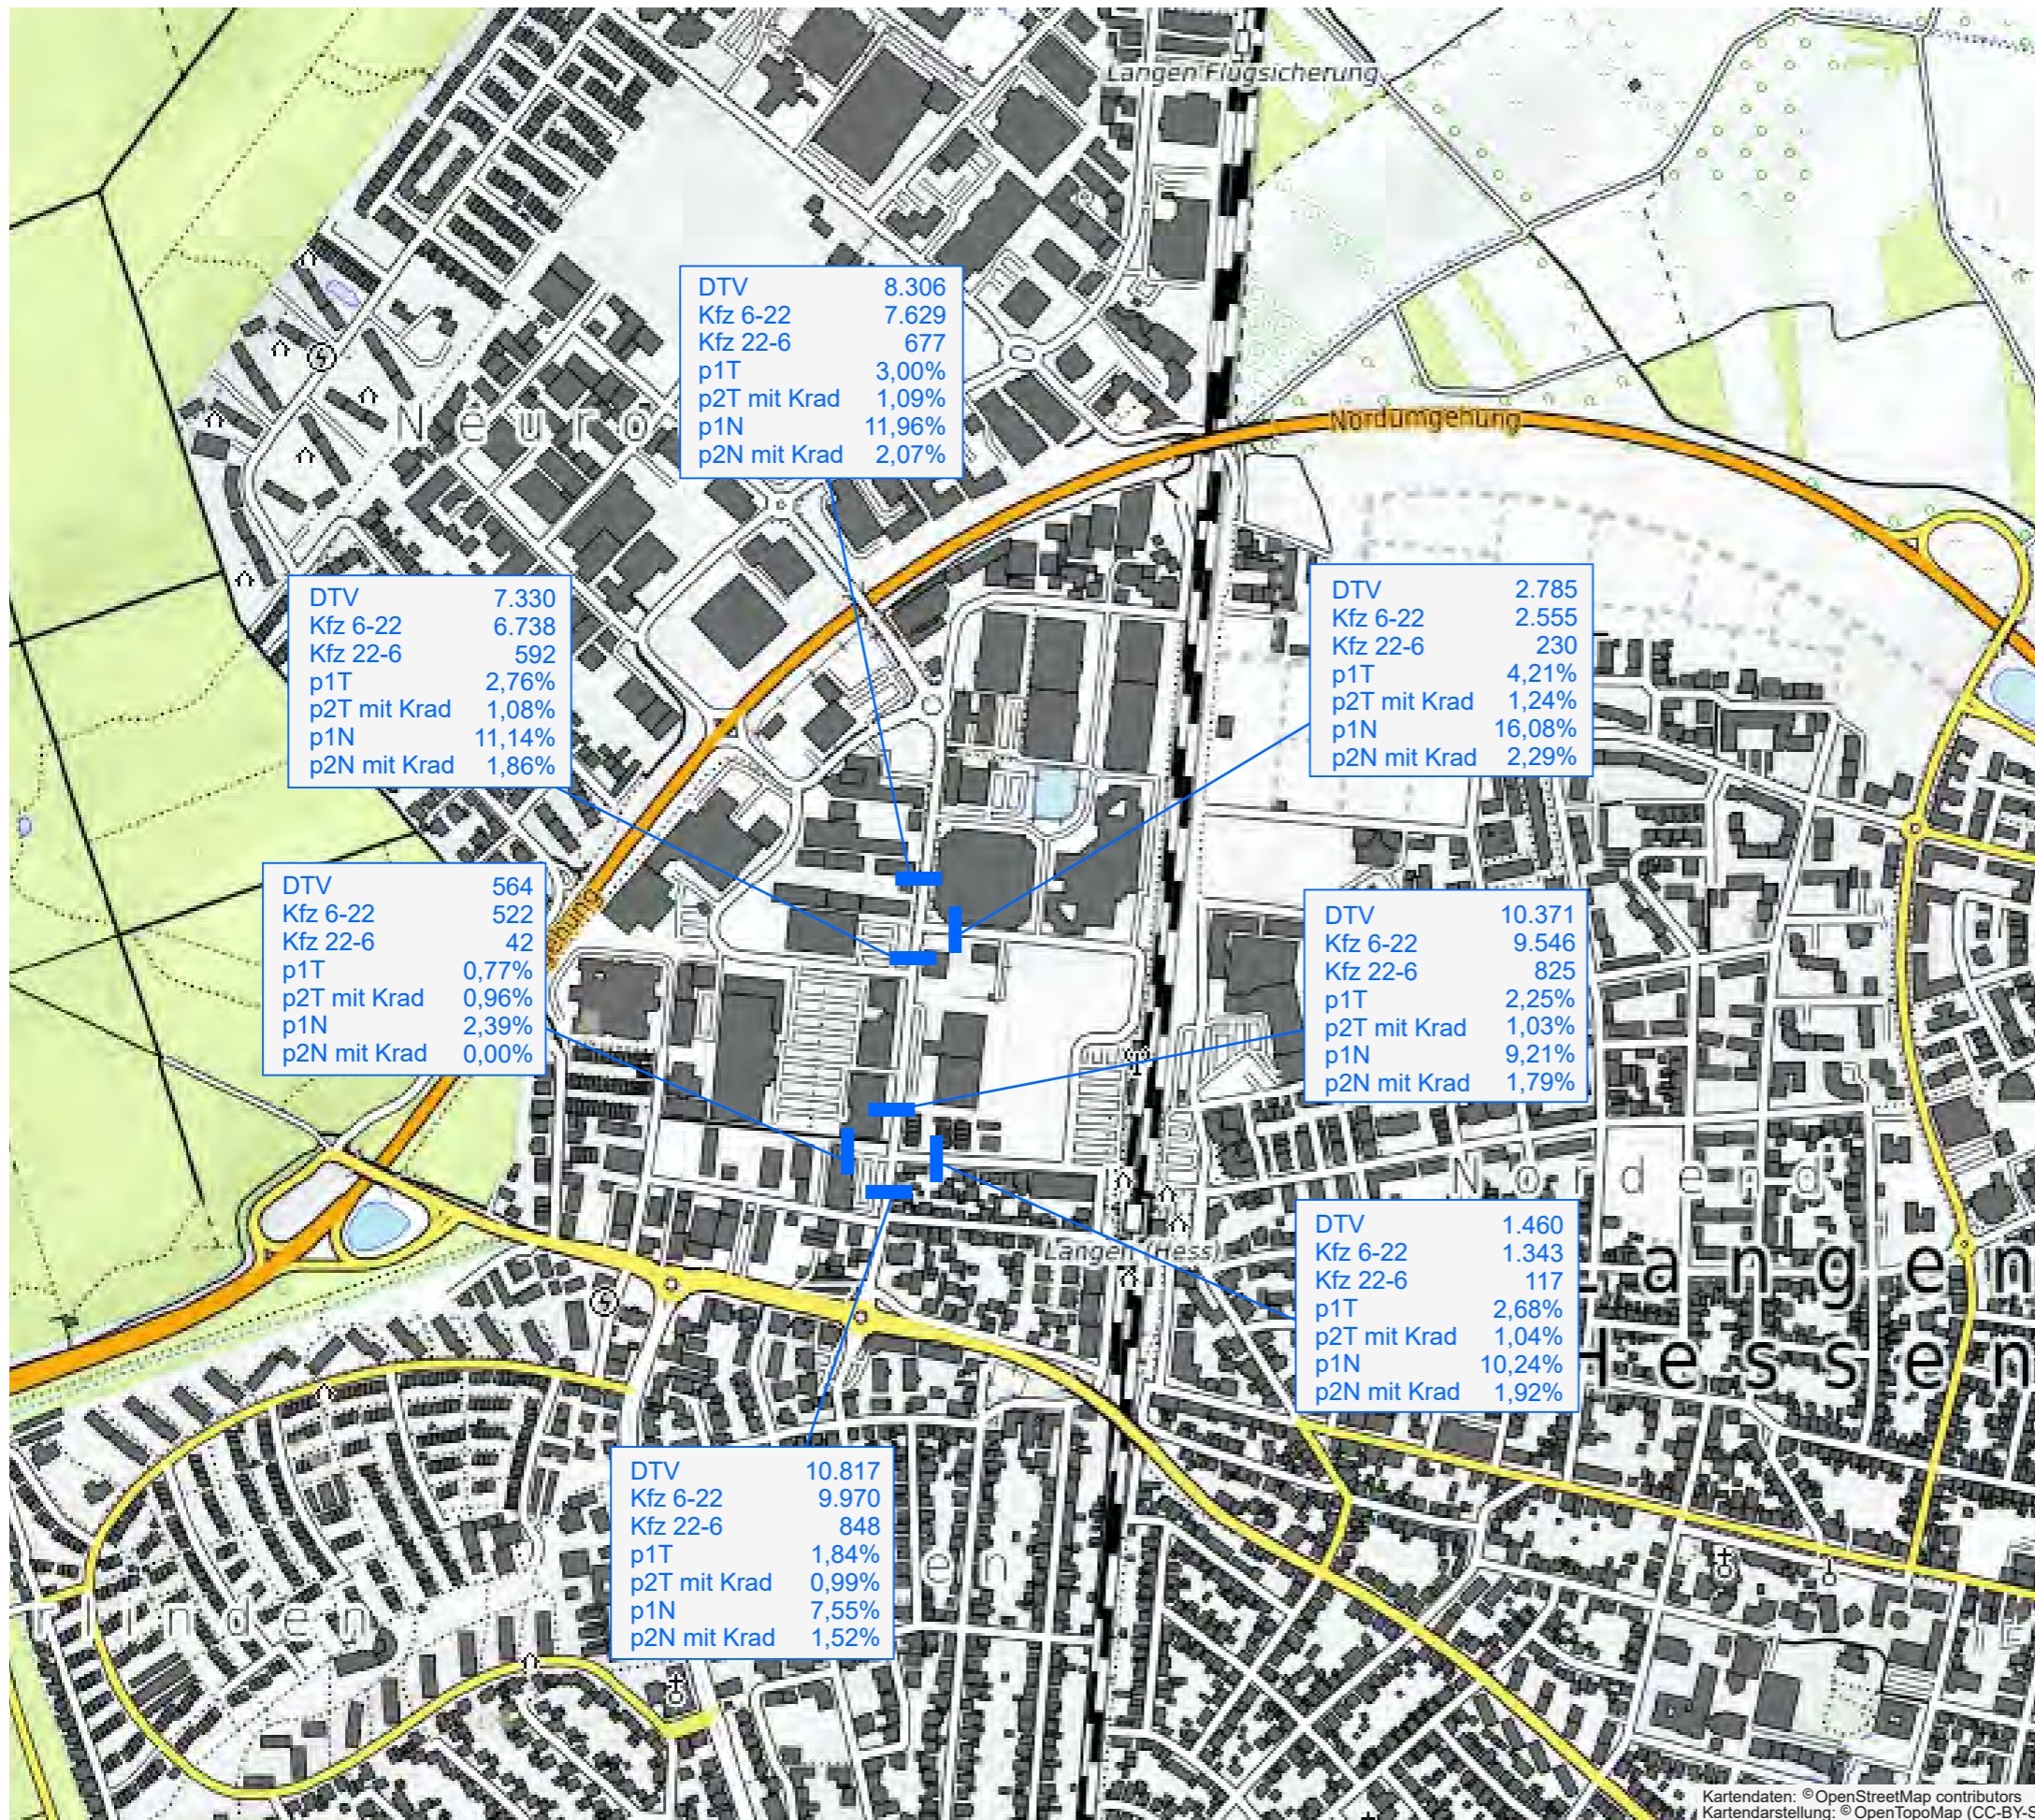 Langen Flugsicherung
DTV 8.306
Kfz 6-22 7.629
Kfz 22-6 677
p1T 3,00%
p2T mit Krad 1,09%
p1N 11,96%
p2N mit Krad 2,07%
Neuro
Nordumgehung
DTV 7.330
Kfz 6-22 6.738
Kfz 22-6 592
p1T 2,76%
p2T mit Krad 1,08%
p1N 11,14%
p2N mit Krad 1,86%
DTV 2.785
Kfz 6-22 2.555
Kfz 22-6 230
p1T 4,21%
p2T mit Krad 1,24%
p1N 16,08%
p2N mit Krad 2,29%
DTV 564
Kfz 6-22 522
Kfz 22-6 42
p1T 0,77%
p2T mit Krad 0,96%
p1N 2,39%
p2N mit Krad 0,00%
DTV 10.371
Kfz 6-22 9.546
Kfz 22-6 825
p1T 2,25%
p2T mit Krad 1,03%
p1N 9,21%
p2N mit Krad 1,79%
Nordend
Langen (Hess)
DTV 1.460
Kfz 6-22 1.343
Kfz 22-6 117
p1T 2,68%
p2T mit Krad 1,04%
p1N 10,24%
p2N mit Krad 1,92%
Langen
Hessen
DTV 10.817
Kfz 6-22 9.970
Kfz 22-6 848
p1T 1,84%
p2T mit Krad 0,99%
p1N 7,55%
p2N mit Krad 1,52%
en
rlinden
Kartendaten: © OpenStreetMap contributors
Kartendarstellung: © OpenTopoMap (CC-BY-S